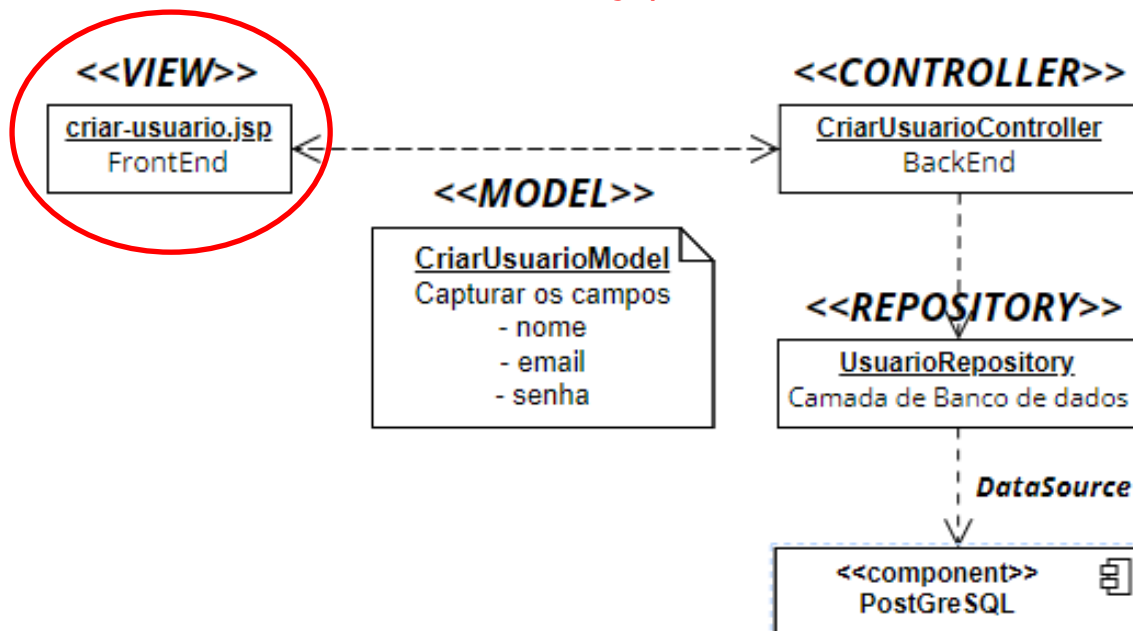 <<VIEW>>
criar-usuario.jsp
FrontEnd
<<CONTROLLER>>
CriarUsuarioController
BackEnd
<<MODEL>>
CriarUsuarioModel
Capturar os campos
- nome
- email
- senha
<<REPOSITORY>>
UsuarioRepository
Camada de Banco de dados
DataSource
<<component>>
PostGreSQL